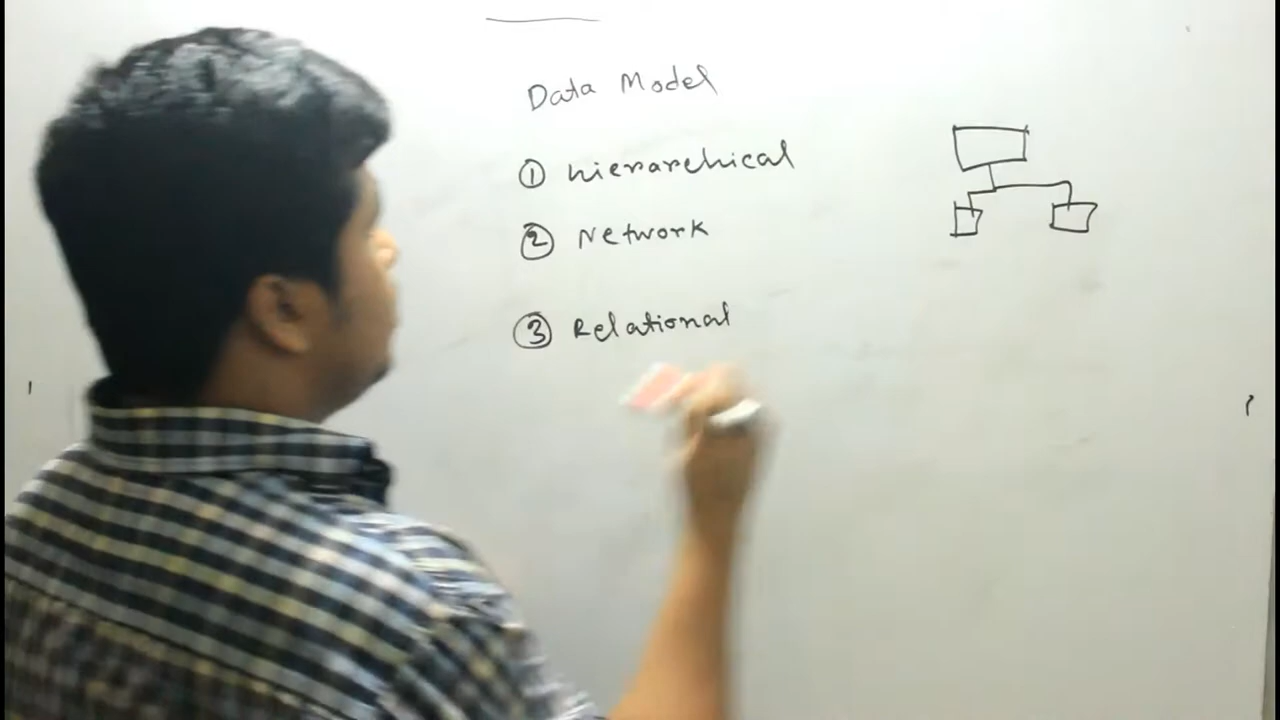 Data Model
① hierarchical
② Network
③ Relational